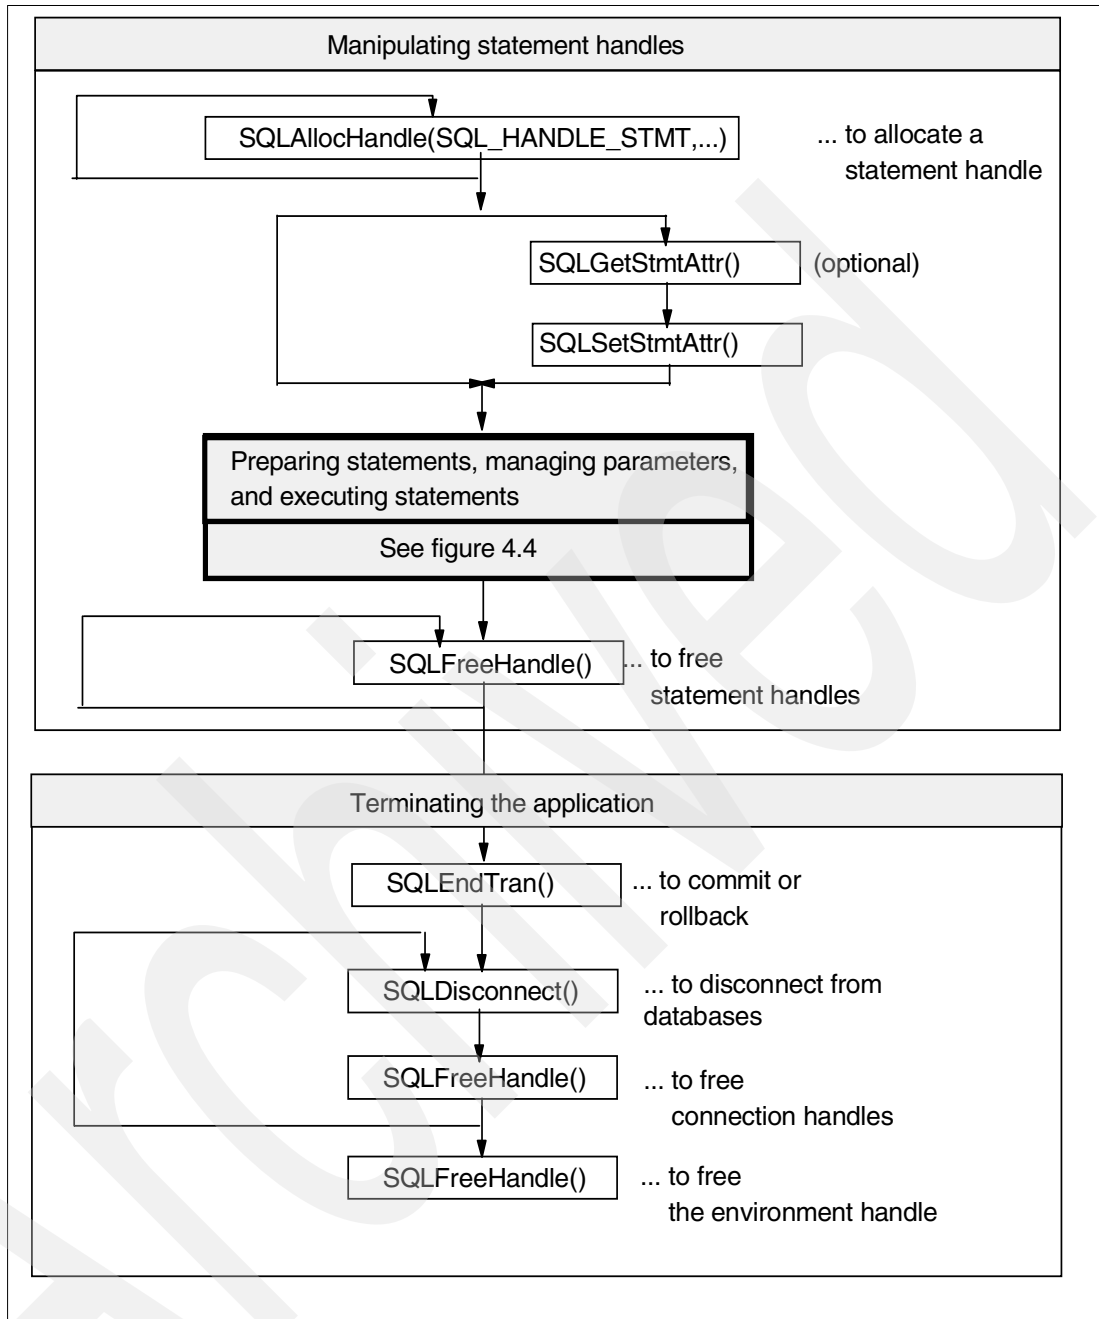 Manipulating statement handles
SQLAllocHandle(SQL_HANDLE_STMT,...)
... to allocate a
statement handle
SQLGetStmtAttr()
(optional)
SQLSetStmtAttr()
Preparing statements, managing parameters,
and executing statements
See figure 4.4
SQLFreeHandle()
... to free
statement handles
Terminating the application
SQLEndTran()
... to commit or
rollback
SQLDisconnect()
... to disconnect from
databases
SQLFreeHandle()
... to free
connection handles
SQLFreeHandle()
... to free
the environment handle
Archived